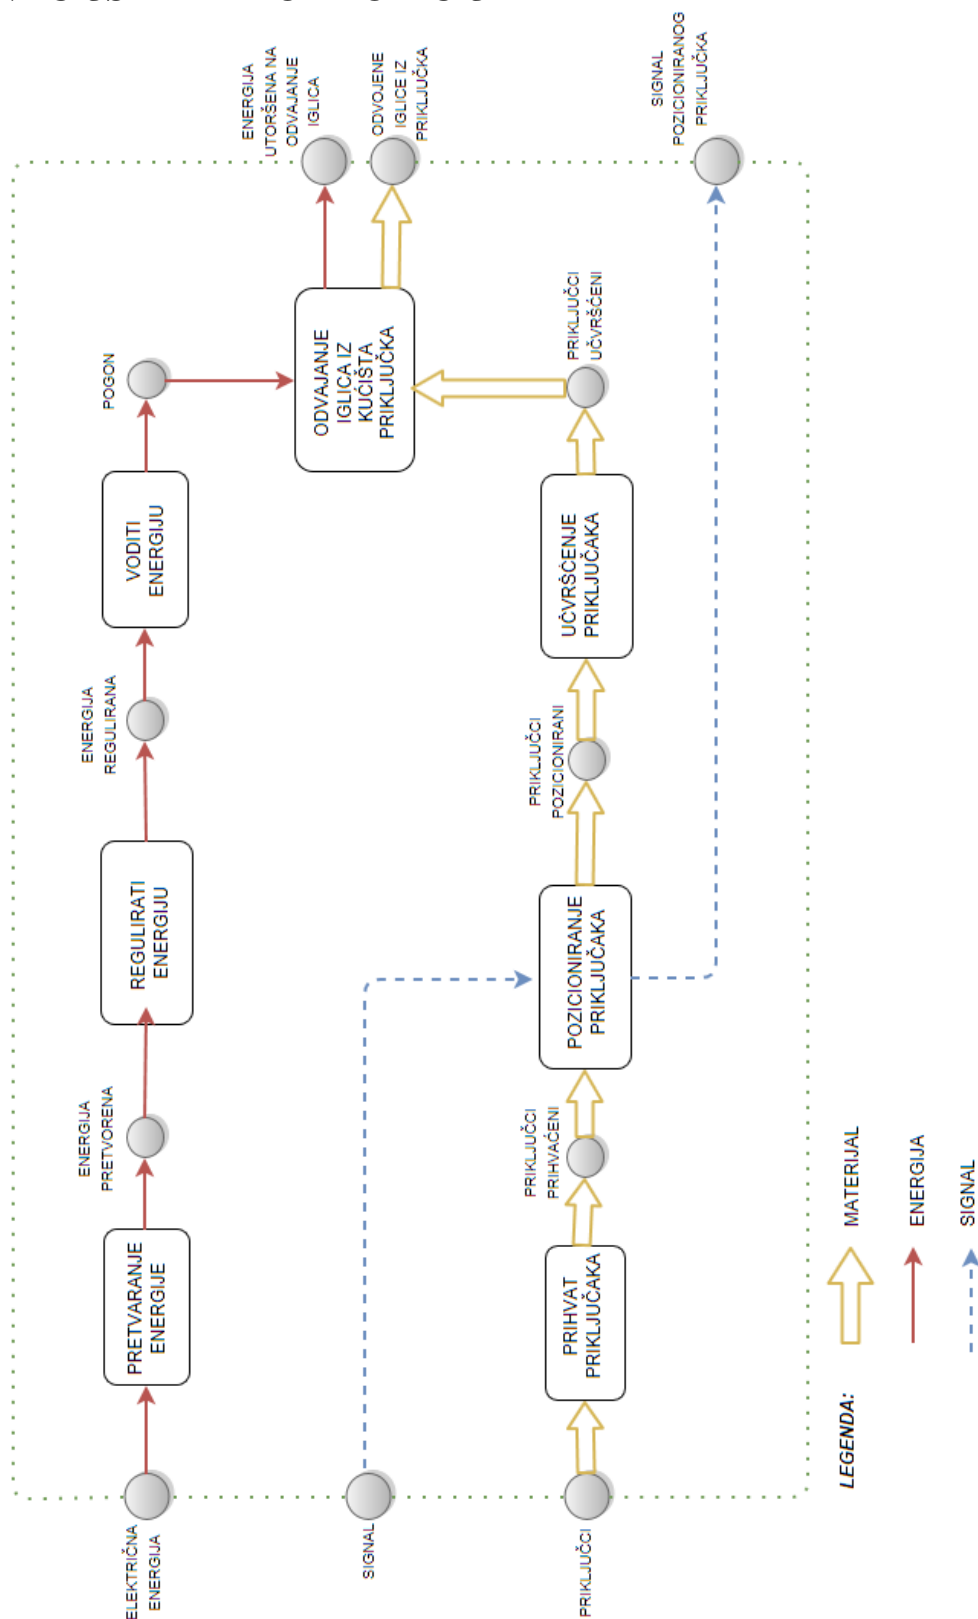 ELEKTRIČNA
ENERGIJA
PRETVARANJE
ENERGIJE
ENERGIJA
PRETVORENA
REGULIRATI
ENERGIJU
ENERGIJA
REGULIRANA
VODITI
ENERGIJU
POGON
ENERGIJA
UTORŠENA NA
ODVAJANJE
IGLICA
ODVOJENE
IGLICE IZ
PRIKLJUČKA
ODVAJANJE
IGLICA IZ
KUĆIŠTA
PRIKLJUČKA
SIGNAL
PRIKLJUČCI
PRIHVAT
PRIKLJUČAKA
PRIKLJUČCI
PRIHVAĆENI
POZICIONIRANJE
PRIKLJUČAKA
PRIKLJUČCI
POZICIONIRANI
UČVRŠĆENJE
PRIKLJUČAKA
PRIKLJUČCI
UČVRŠĆENI
SIGNAL
POZICIONIRANOG
PRIKLJUČKA
LEGENDA:
MATERIJAL
ENERGIJA
SIGNAL